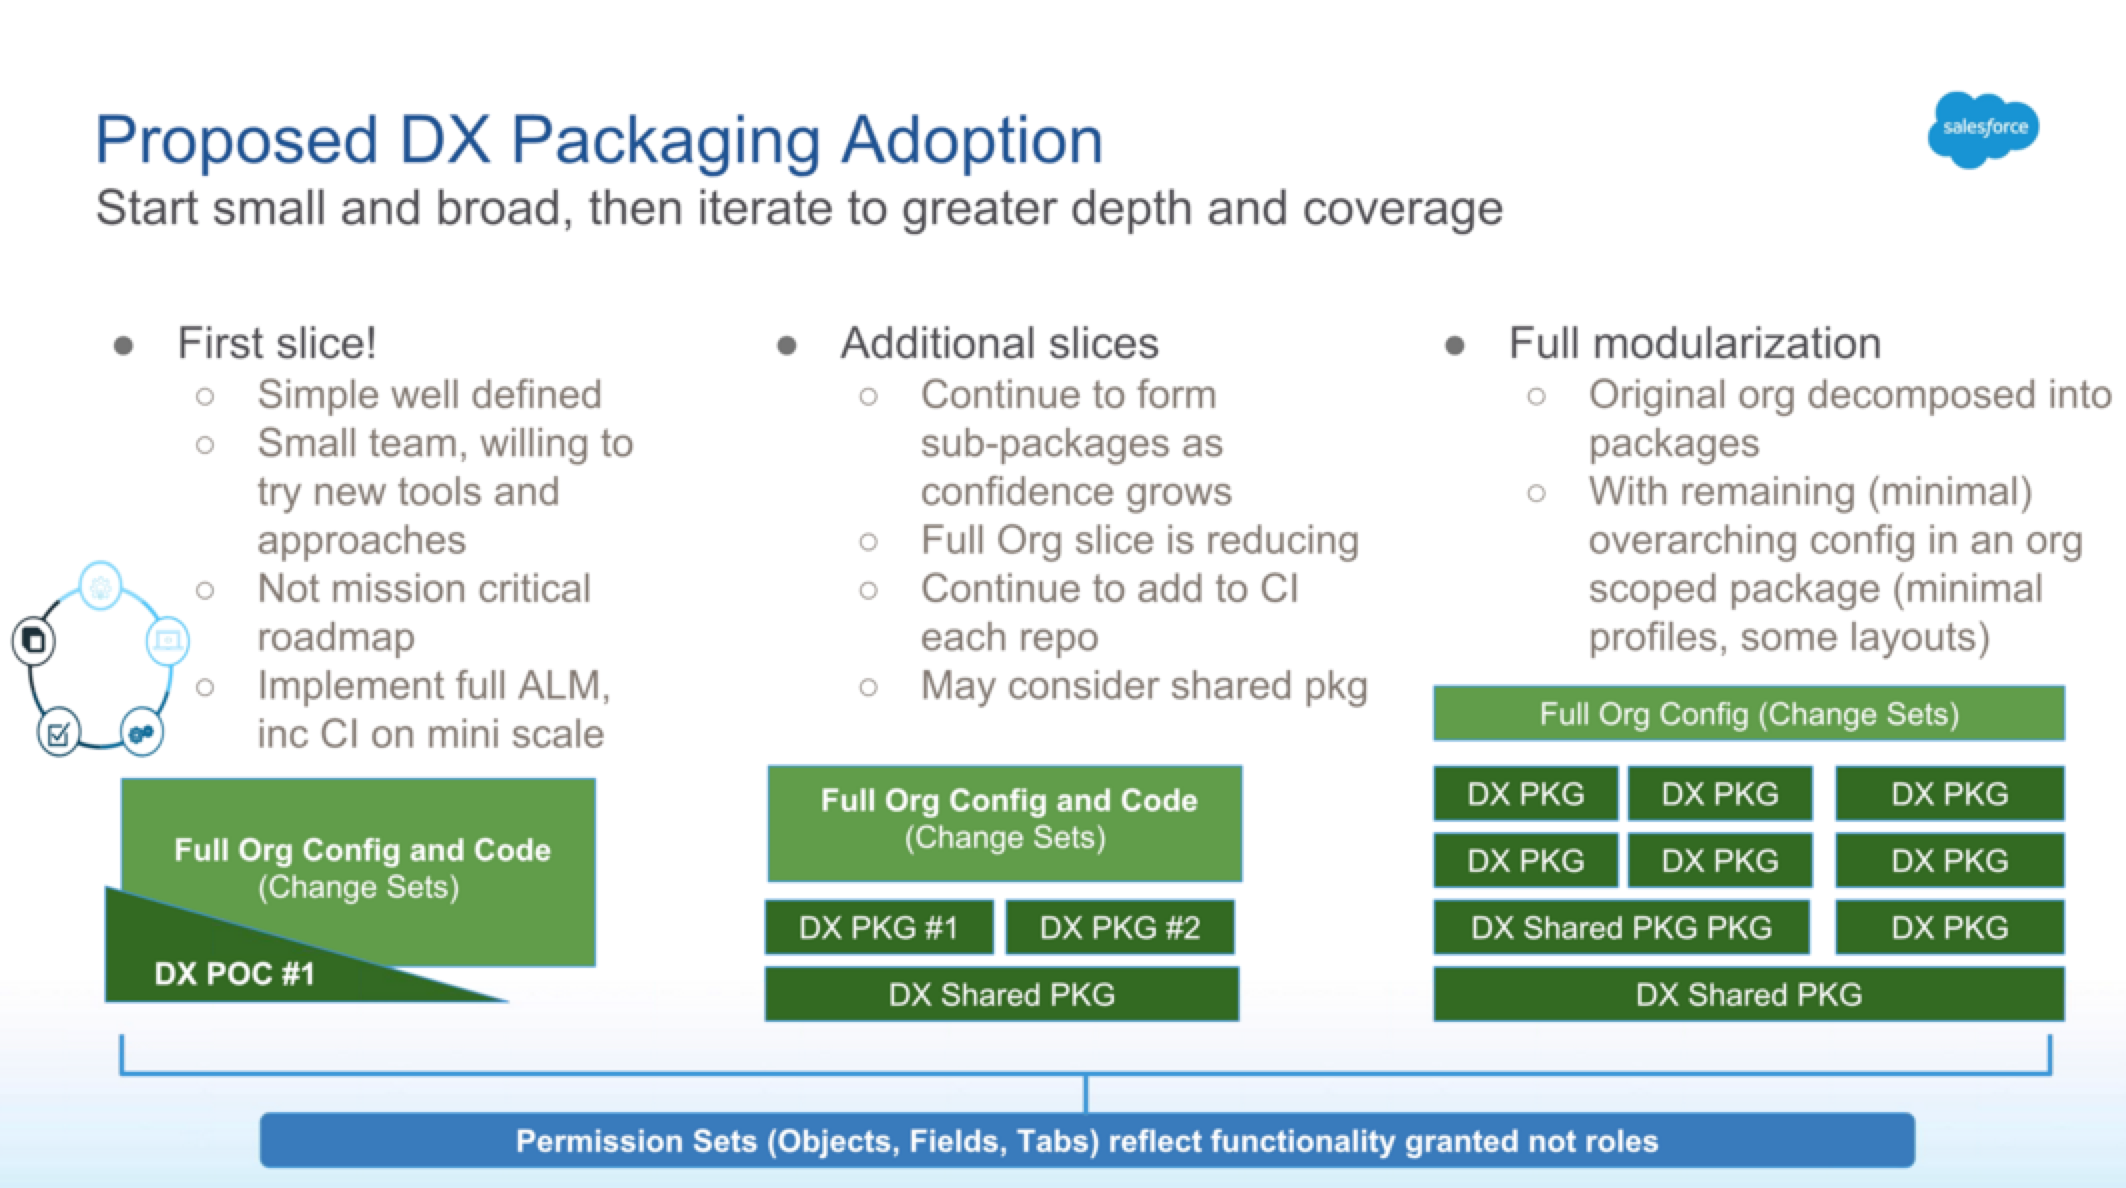 Proposed DX Packaging Adoption
salesforce
Start small and broad, then iterate to greater depth and coverage
First slice!
Simple well defined
Small team, willing to
try new tools and
approaches
Not mission critical
roadmap
Implement full ALM,
inc CI on mini scale
Full Org Config and Code
(Change Sets)
DX POC #1
Additional slices
Continue to form
sub-packages as
confidence grows
Full Org slice is reducing
Continue to add to CI
each repo
May consider shared pkg
Full Org Config and Code
(Change Sets)
DX PKG #1
DX PKG #2
DX Shared PKG
Full modularization
Original org decomposed into
packages
With remaining (minimal)
overarching config in an org
scoped package (minimal
profiles, some layouts)
Full Org Config (Change Sets)
DX PKG
DX PKG
DX PKG
DX PKG
DX PKG
DX PKG
DX Shared PKG PKG
DX PKG
DX Shared PKG
Permission Sets (Objects, Fields, Tabs) reflect functionality granted not roles